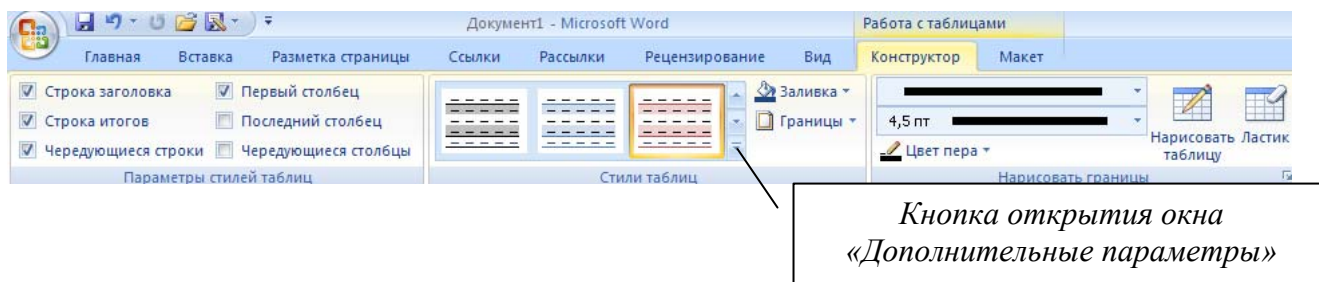 Документ1 - Microsoft Word
Работа с таблицами
Главная Вставка Разметка страницы Ссылки Рассылки Рецензирование Вид Конструктор Макет
Строка заголовка Первый столбец
Строка итогов Последний столбец
Чередующиеся строки Чередующиеся столбцы
Параметры стилей таблиц
Заливка
Границы
Стили таблиц
4,5 пт
Цвет пера
Нарисовать таблицу
Ластик
Нарисовать границы
Кнопка открытия окна
«Дополнительные параметры»